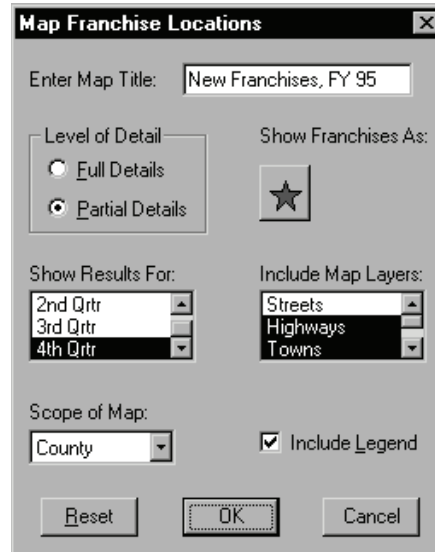 Map Franchise Locations
Enter Map Title: New Franchises, FY 95
Level of Detail
Full Details
Partial Details
Show Franchises As:
Show Results For:
2nd Qrtr
3rd Qrtr
4th Qrtr
Include Map Layers:
Streets
Highways
Towns
Scope of Map:
County
Include Legend
Reset OK Cancel